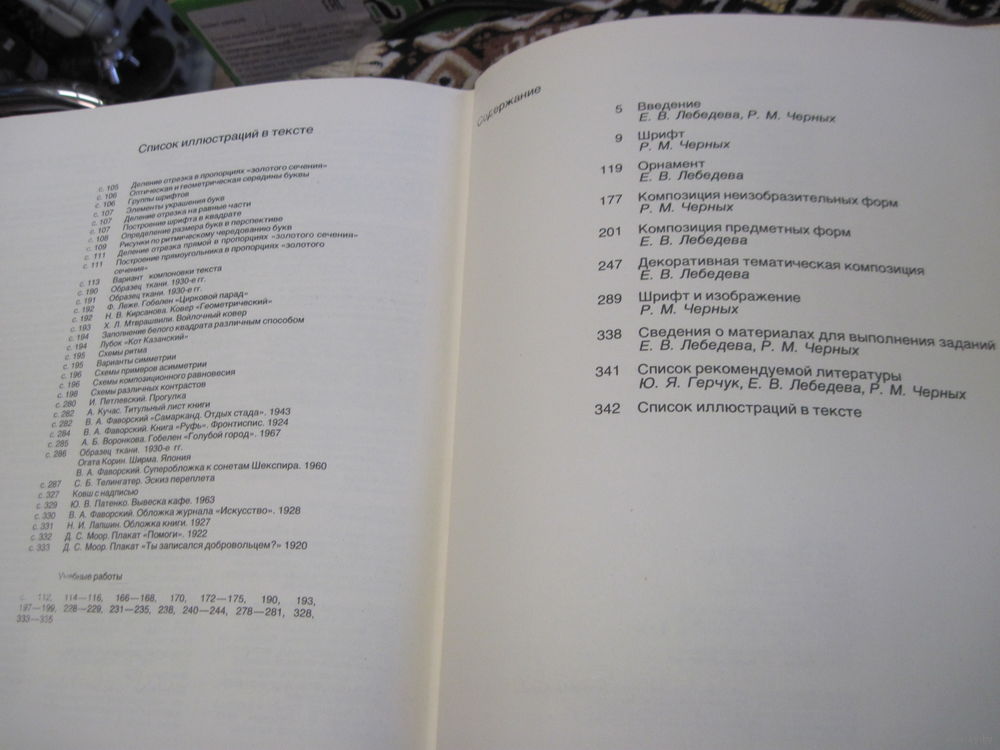 Список иллюстраций в тексте
с. 105 Деление отрезка в пропорциях «золотого сечения»
с. 106 Оптическая и геометрическая середины буквы
с. 106 Группы шрифтов
с. 107 Элементы украшения букв
с. 107 Деление отрезка на равные части
с. 107 Построение шрифта в квадрате
с. 108 Определение размера букв в перспективе
с. 109 Рисунки по ритмическому чередованию букв
с. 111 Деление отрезка прямой в пропорциях «золотого сечения»
с. 111 Построение прямоугольника в пропорциях «золотого
сечения»
с. 113 Вариант компоновки текста
с. 190 Образец ткани. 1930-е гг.
с. 191 Образец ткани. 1930-е гг.
с. 192 Ф. Леже. Гобелен «Цирковой парад»
с. 192 Н. В. Кирсанова. Ковер «Геометрический»
с. 193 Х. Л. Мтврашвили. Войлочный ковер
с. 194 Заполнение белого квадрата различным способом
с. 194 Лубок «Кот Казанский»
с. 195 Схемы ритма
с. 195 Варианты симметрии
с. 196 Схемы примеров асимметрии
с. 196 Схемы композиционного равновесия
с. 198 Схемы различных контрастов
с. 280 И. Петлевский. Прогулка
с. 282 А. Кучас. Титульный лист книги
с. 282 В. А. Фаворский «Самарканд. Отдых стада». 1943
с. 284 В. А. Фаворский. Книга «Руфь». Фронтиспис. 1924
с. 285 А. Б. Воронкова. Гобелен «Голубой город». 1967
с. 286 Образец ткани. 1930-е гг.
Огата Корин. Ширма. Япония
В. А. Фаворский. Суперобложка к сонетам Шекспира. 1960
с. 287 С. Б. Телингатер. Эскиз переплета
с. 327 Ковш с надписью
с. 329 Ю. В. Патенко. Вывеска кафе. 1963
с. 330 В. А. Фаворский. Обложка журнала «Искусство». 1928
с. 331 Н. И. Лапшин. Обложка книги. 1927
с. 332 Д. С. Моор. Плакат «Помоги». 1922
с. 333 Д. С. Моор. Плакат «Ты записался добровольцем?» 1920
Учебные работы
с. 112, 114—116, 166—168, 170, 172—175, 190, 193,
197—199, 228—229, 231—235, 238, 240—244, 278—281, 328,
333—335
Содержание
5 Введение
Е. В. Лебедева, Р. М. Черных
9 Шрифт
Р. М. Черных
119 Орнамент
Е. В. Лебедева
177 Композиция неизобразительных форм
Р. М. Черных
201 Композиция предметных форм
Е. В. Лебедева
247 Декоративная тематическая композиция
Е. В. Лебедева
289 Шрифт и изображение
Р. М. Черных
338 Сведения о материалах для выполнения заданий
Е. В. Лебедева, Р. М. Черных
341 Список рекомендуемой литературы
Ю. Я. Герчук, Е. В. Лебедева, Р. М. Черных
342 Список иллюстраций в тексте